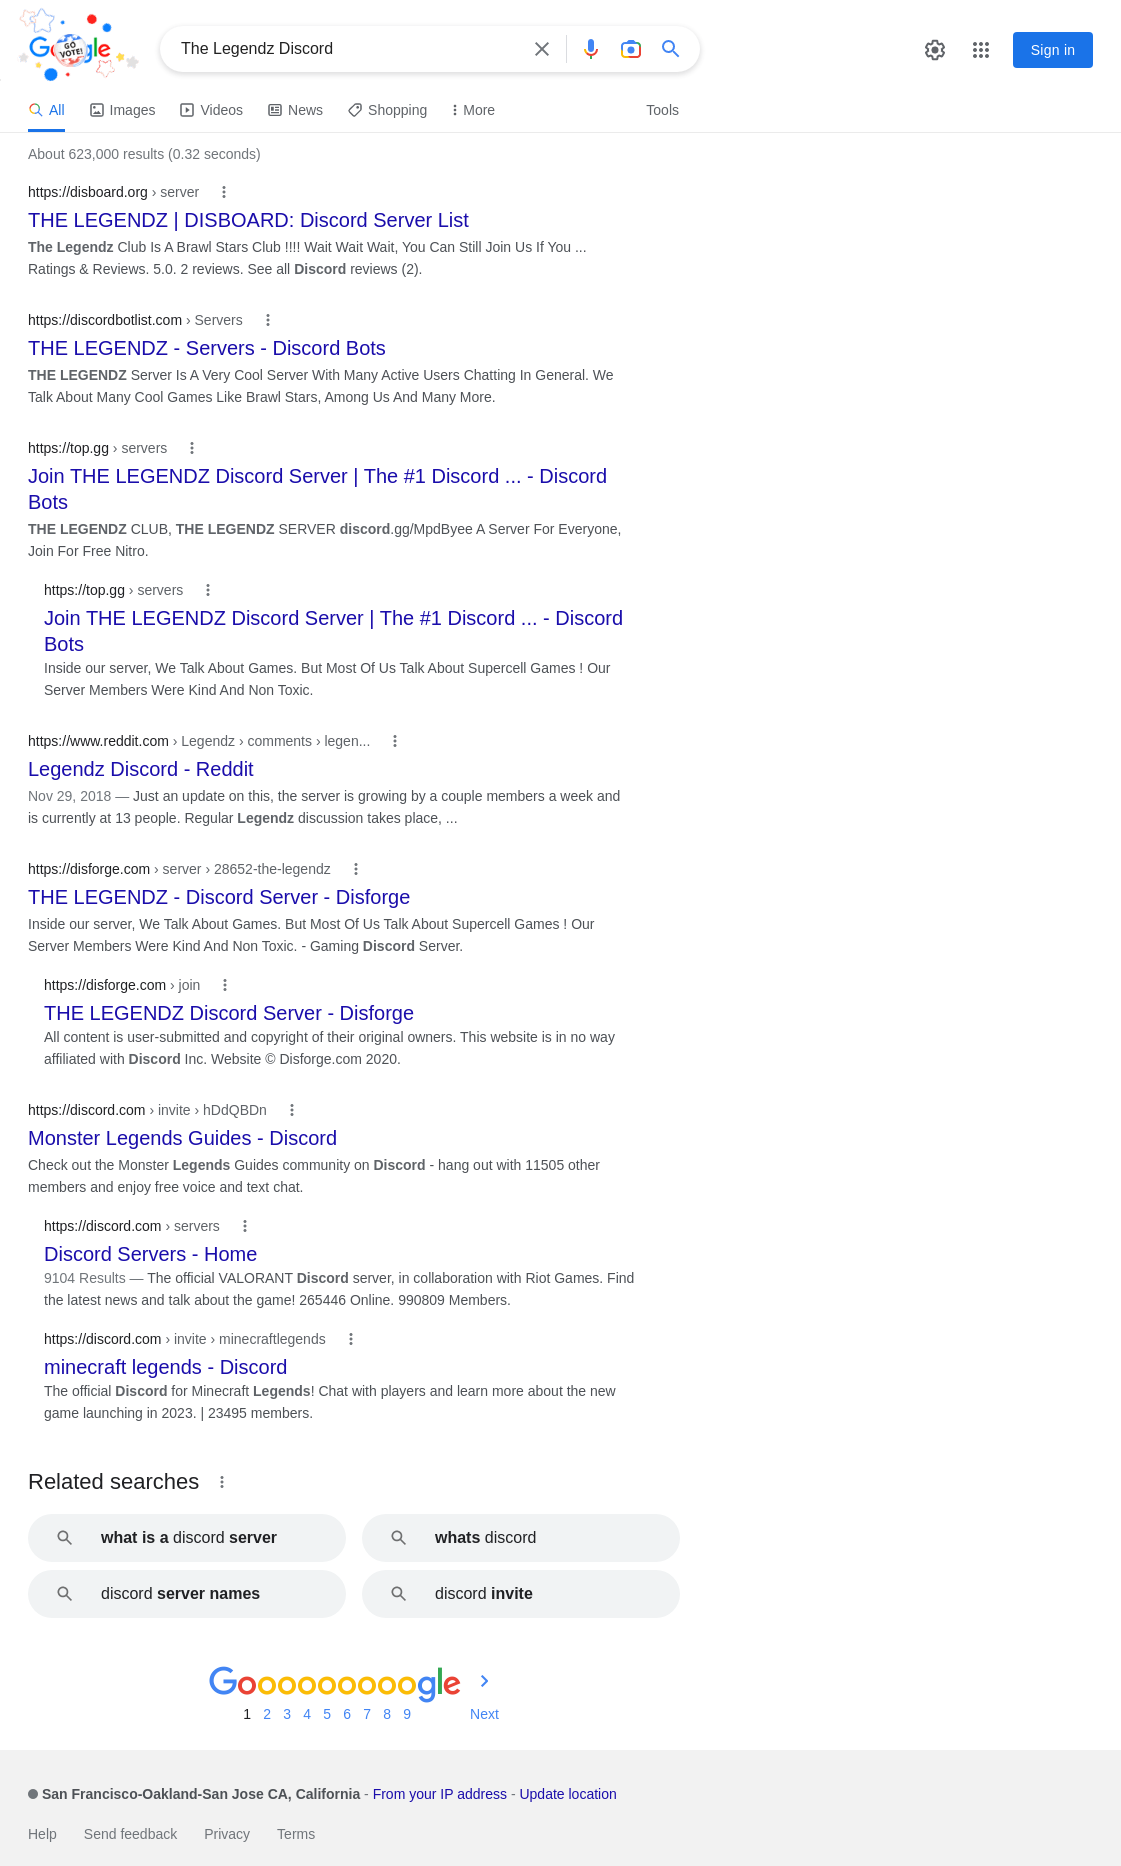 GO VOTE!
The Legendz Discord
Sign in
All Images Videos News Shopping More Tools
About 623,000 results (0.32 seconds)
https://disboard.org › server
THE LEGENDZ | DISBOARD: Discord Server List
The Legendz Club Is A Brawl Stars Club !!!! Wait Wait Wait, You Can Still Join Us If You ...
Ratings & Reviews. 5.0. 2 reviews. See all Discord reviews (2).
https://discordbotlist.com › Servers
THE LEGENDZ - Servers - Discord Bots
THE LEGENDZ Server Is A Very Cool Server With Many Active Users Chatting In General. We
Talk About Many Cool Games Like Brawl Stars, Among Us And Many More.
https://top.gg › servers
Join THE LEGENDZ Discord Server | The #1 Discord ... - Discord
Bots
THE LEGENDZ CLUB, THE LEGENDZ SERVER discord.gg/MpdByee A Server For Everyone,
Join For Free Nitro.
https://top.gg › servers
Join THE LEGENDZ Discord Server | The #1 Discord ... - Discord
Bots
Inside our server, We Talk About Games. But Most Of Us Talk About Supercell Games ! Our
Server Members Were Kind And Non Toxic.
https://www.reddit.com › Legendz › comments › legen...
Legendz Discord - Reddit
Nov 29, 2018 — Just an update on this, the server is growing by a couple members a week and
is currently at 13 people. Regular Legendz discussion takes place, ...
https://disforge.com › server › 28652-the-legendz
THE LEGENDZ - Discord Server - Disforge
Inside our server, We Talk About Games. But Most Of Us Talk About Supercell Games ! Our
Server Members Were Kind And Non Toxic. - Gaming Discord Server.
https://disforge.com › join
THE LEGENDZ Discord Server - Disforge
All content is user-submitted and copyright of their original owners. This website is in no way
affiliated with Discord Inc. Website © Disforge.com 2020.
https://discord.com › invite › hDdQBDn
Monster Legends Guides - Discord
Check out the Monster Legends Guides community on Discord - hang out with 11505 other
members and enjoy free voice and text chat.
https://discord.com › servers
Discord Servers - Home
9104 Results — The official VALORANT Discord server, in collaboration with Riot Games. Find
the latest news and talk about the game! 265446 Online. 990809 Members.
https://discord.com › invite › minecraftlegends
minecraft legends - Discord
The official Discord for Minecraft Legends! Chat with players and learn more about the new
game launching in 2023. | 23495 members.
Related searches
what is a discord server
whats discord
discord server names
discord invite
Goooooooooogle
1 2 3 4 5 6 7 8 9 Next
San Francisco-Oakland-San Jose CA, California - From your IP address - Update location
Help Send feedback Privacy Terms